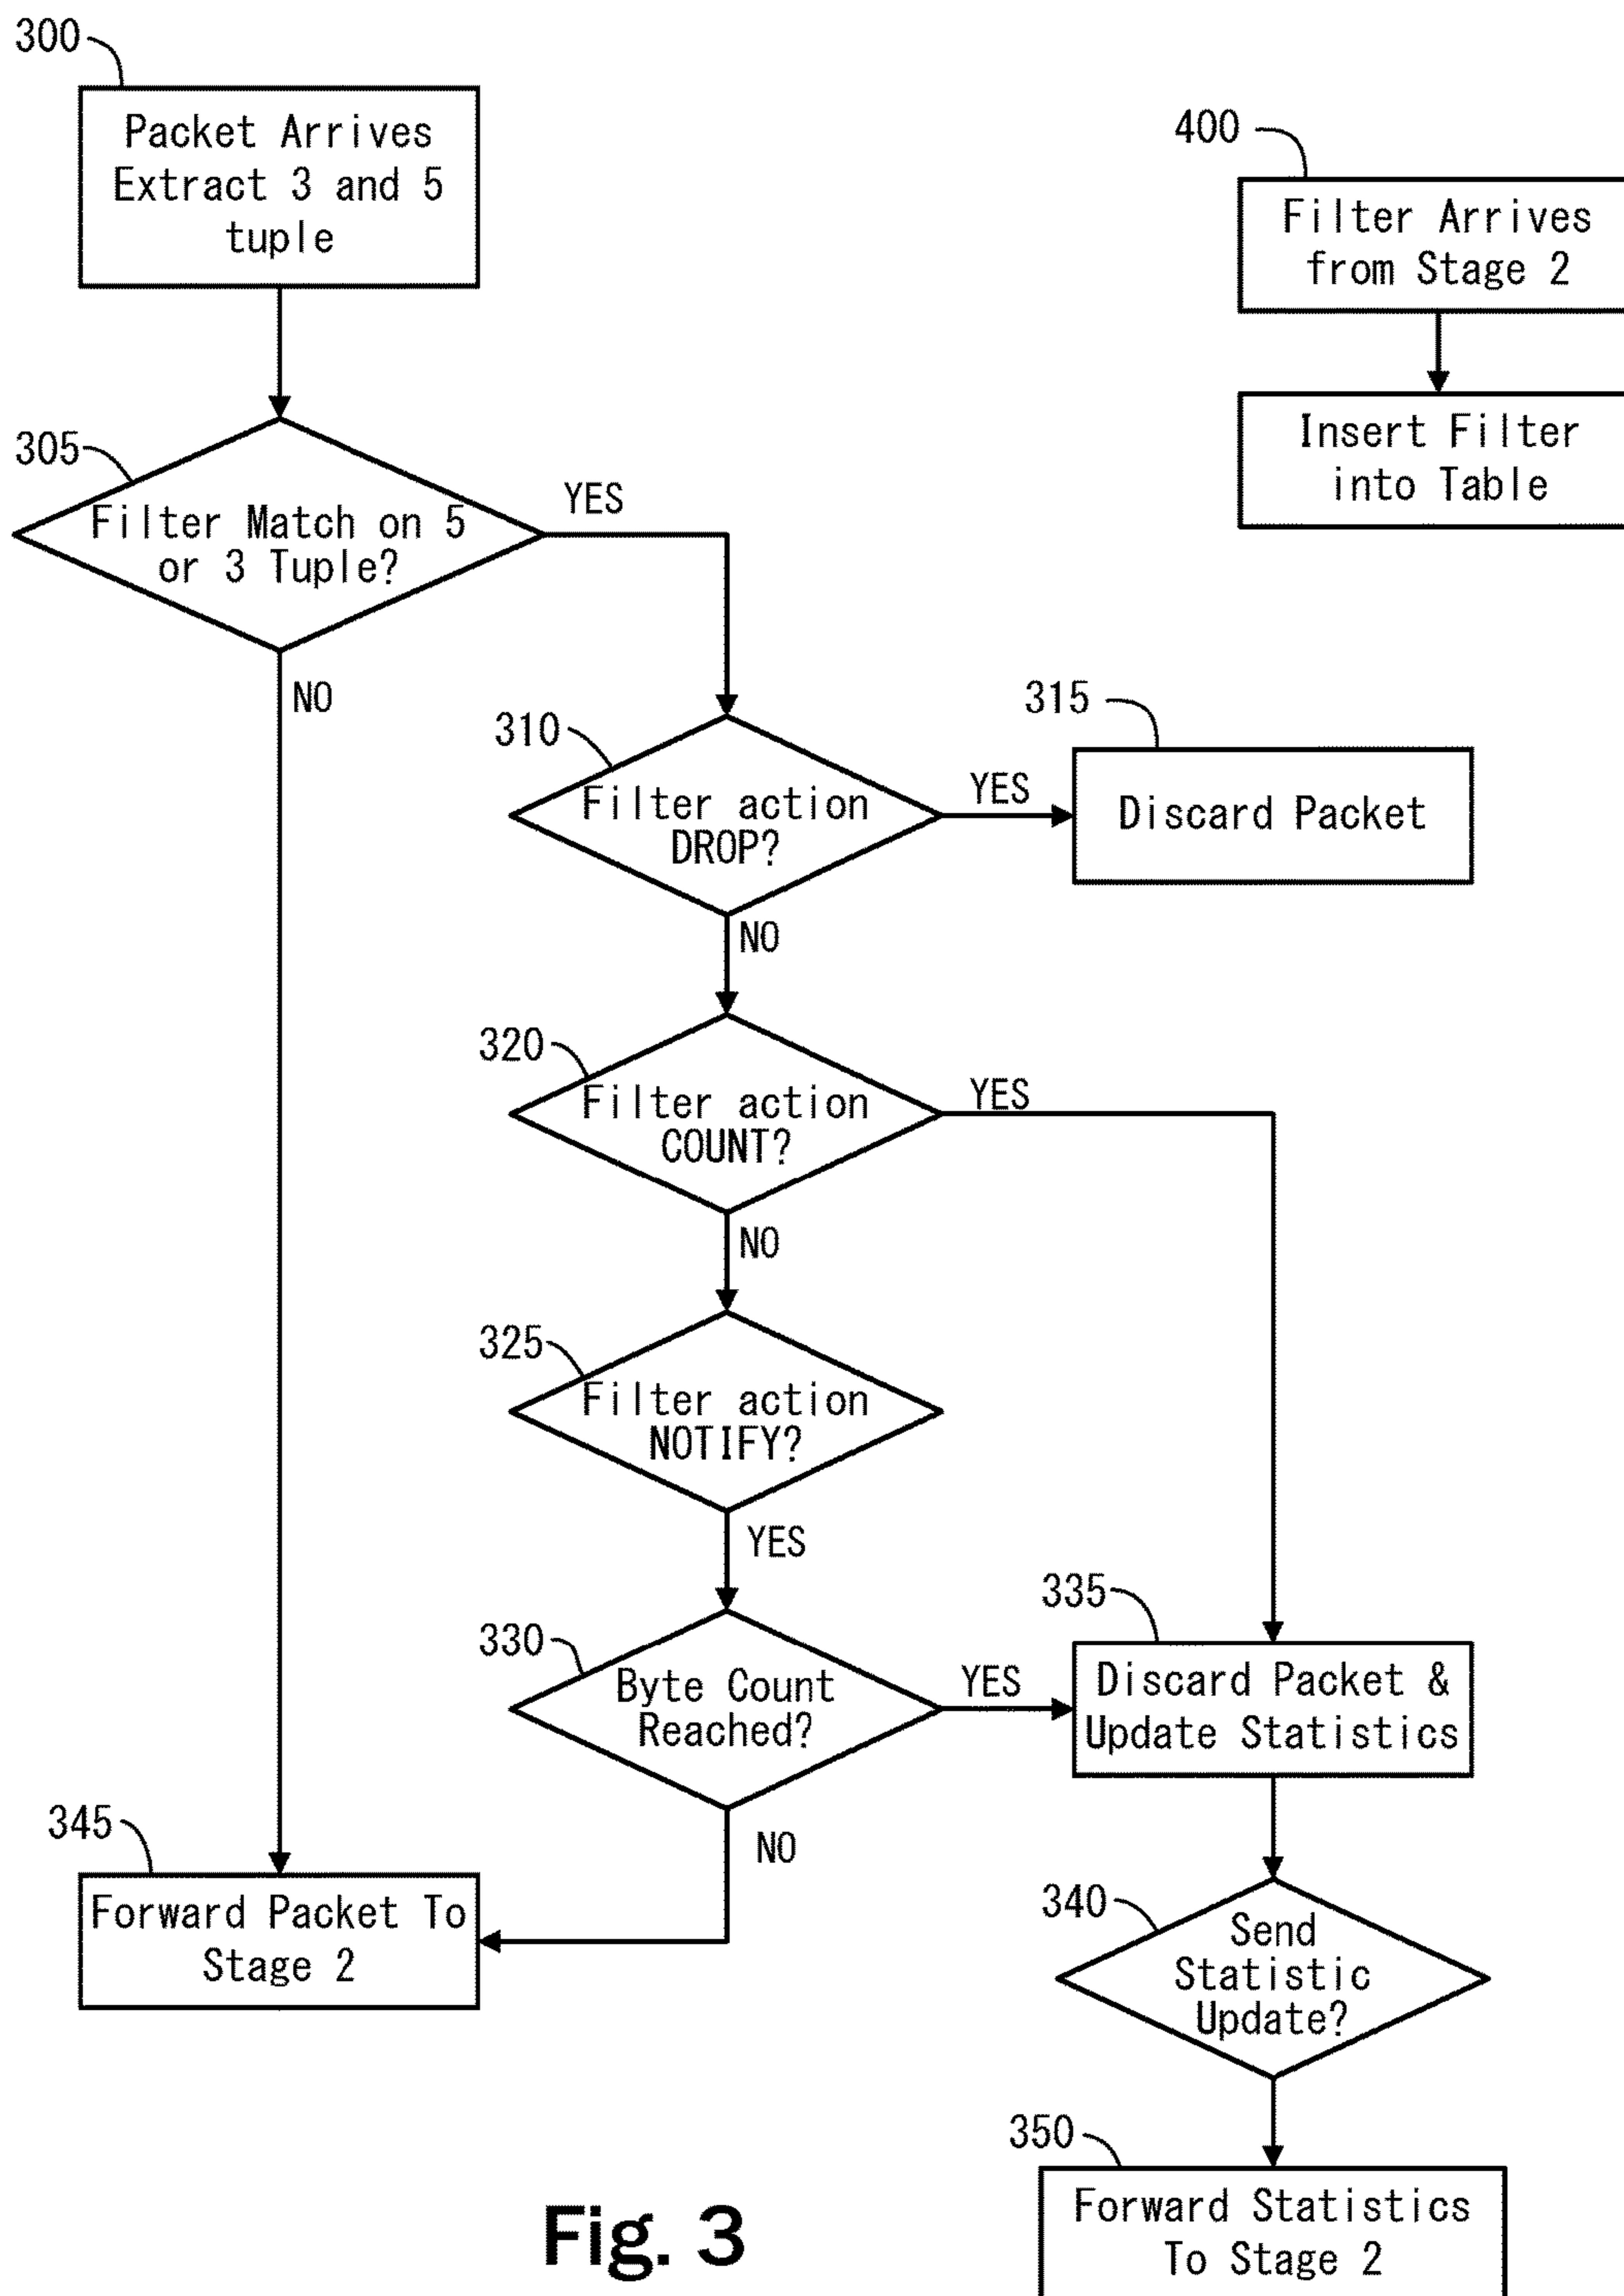 300
Packet Arrives
Extract 3 and 5
tuple
400
Filter Arrives
from Stage 2
Insert Filter
into Table
305
Filter Match on 5
or 3 Tuple?
YES
NO
310
Filter action
DROP?
YES
315
Discard Packet
NO
320
Filter action
COUNT?
YES
NO
325
Filter action
NOTIFY?
YES
330
Byte Count
Reached?
YES
335
Discard Packet &
Update Statistics
NO
345
Forward Packet To
Stage 2
340
Send
Statistic
Update?
350
Forward Statistics
To Stage 2
Fig. 3